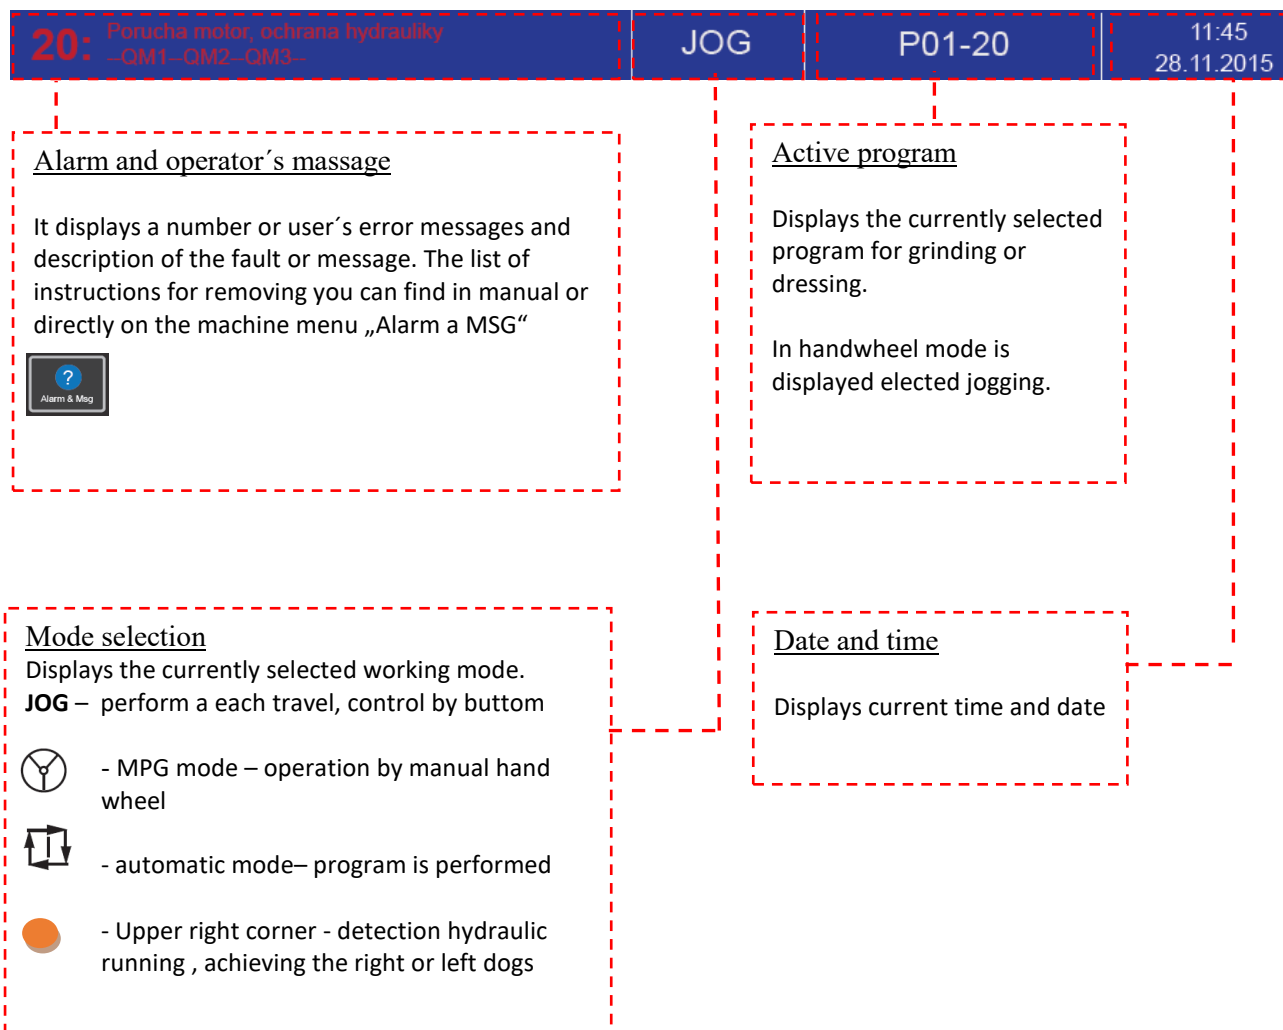 20: Porucha motor, ochrana hydrauliky
--QM1--QM2--QM3--
JOG
P01-20
11:45
28.11.2015
Alarm and operator´s massage
It displays a number or user´s error messages and
description of the fault or message. The list of
instructions for removing you can find in manual or
directly on the machine menu „Alarm a MSG“
?
Alarm & Msg
Active program
Displays the currently selected
program for grinding or
dressing.
In handwheel mode is
displayed elected jogging.
Mode selection
Displays the currently selected working mode.
JOG – perform a each travel, control by buttom
- MPG mode – operation by manual hand
wheel
- automatic mode– program is performed
- Upper right corner - detection hydraulic
running , achieving the right or left dogs
Date and time
Displays current time and date